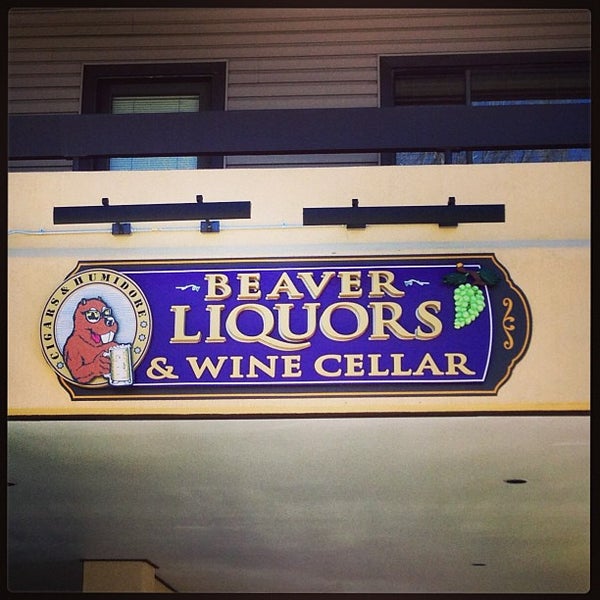 CIGARS & HUMIDORE
BEAVER
LIQUORS
& WINE CELLAR